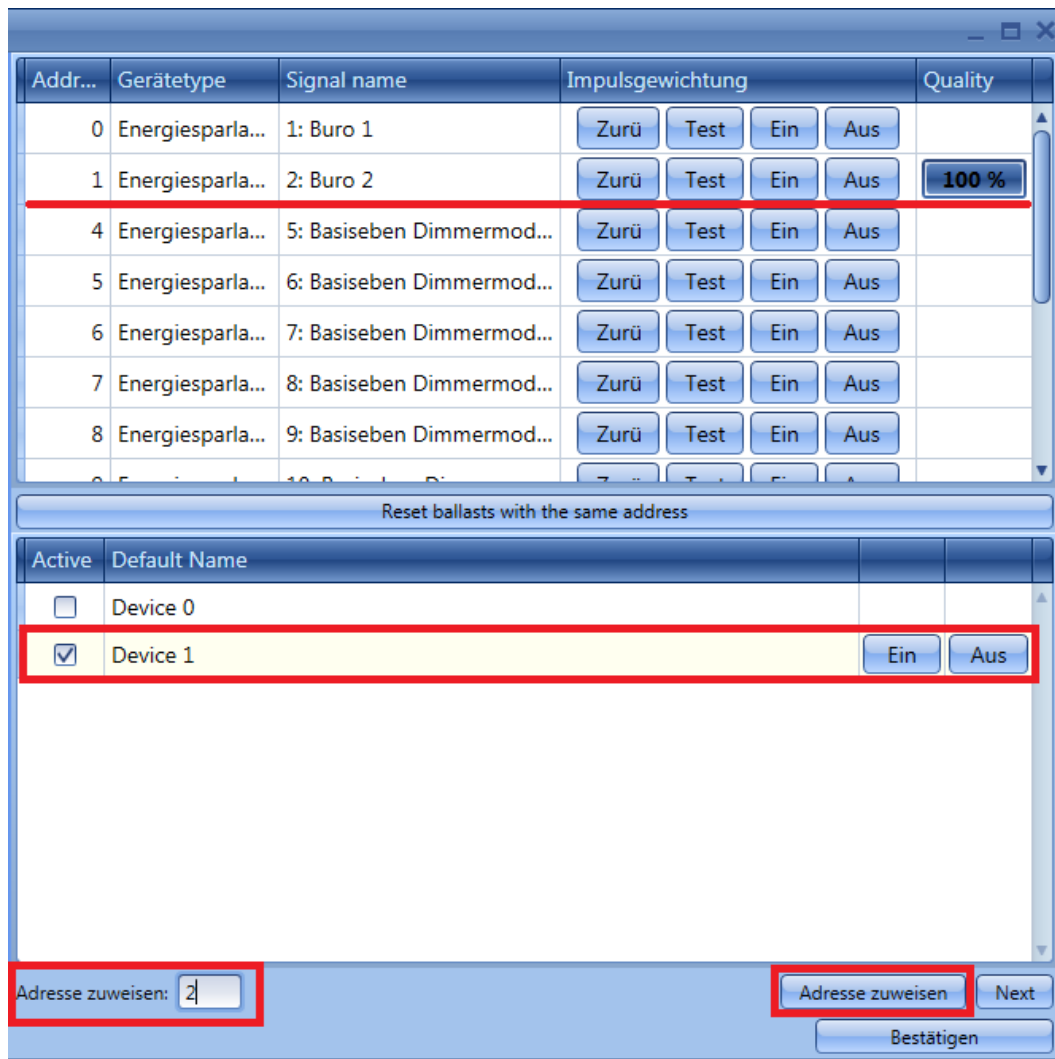 Addr... Gerätetype Signal name Impulsgewichtung Quality
0 Energiesparla... 1: Buro 1 Zurü Test Ein Aus
1 Energiesparla... 2: Buro 2 Zurü Test Ein Aus 100 %
4 Energiesparla... 5: Basiseben Dimmermod... Zurü Test Ein Aus
5 Energiesparla... 6: Basiseben Dimmermod... Zurü Test Ein Aus
6 Energiesparla... 7: Basiseben Dimmermod... Zurü Test Ein Aus
7 Energiesparla... 8: Basiseben Dimmermod... Zurü Test Ein Aus
8 Energiesparla... 9: Basiseben Dimmermod... Zurü Test Ein Aus
Reset ballasts with the same address
Active Default Name
Device 0
Device 1 Ein Aus
Adresse zuweisen: 2 Adresse zuweisen Next
Bestätigen